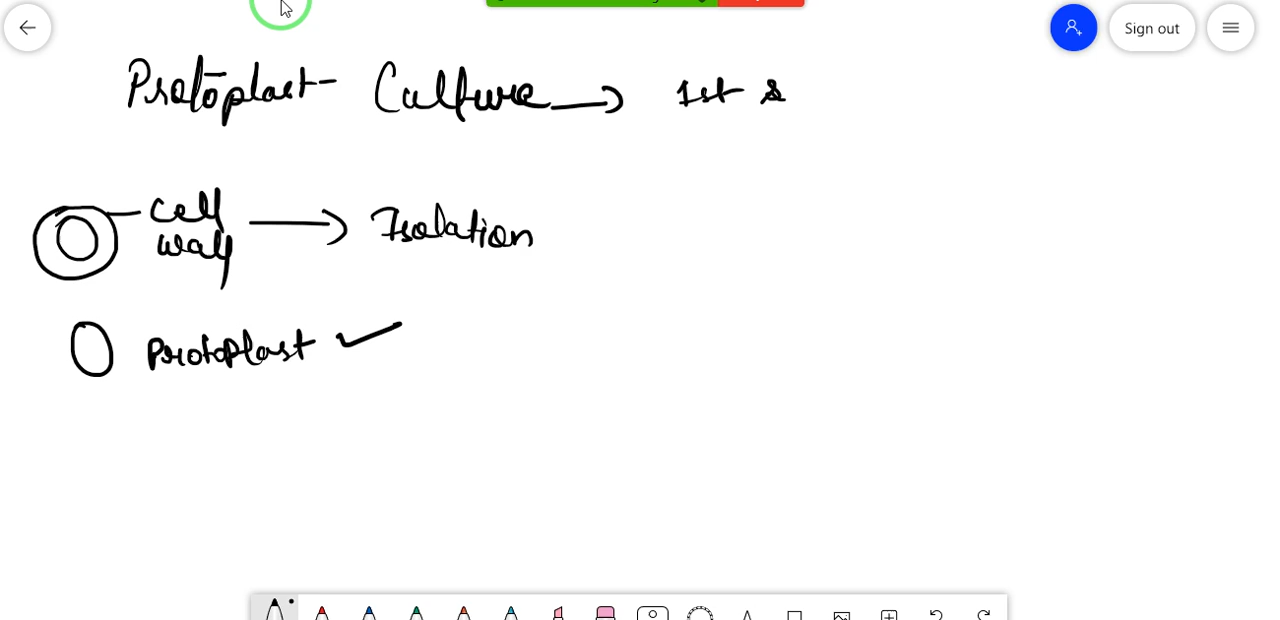 Protoplast Culture → 1st s
Sign out
cell
wall → Isolation
Protoplast ✓